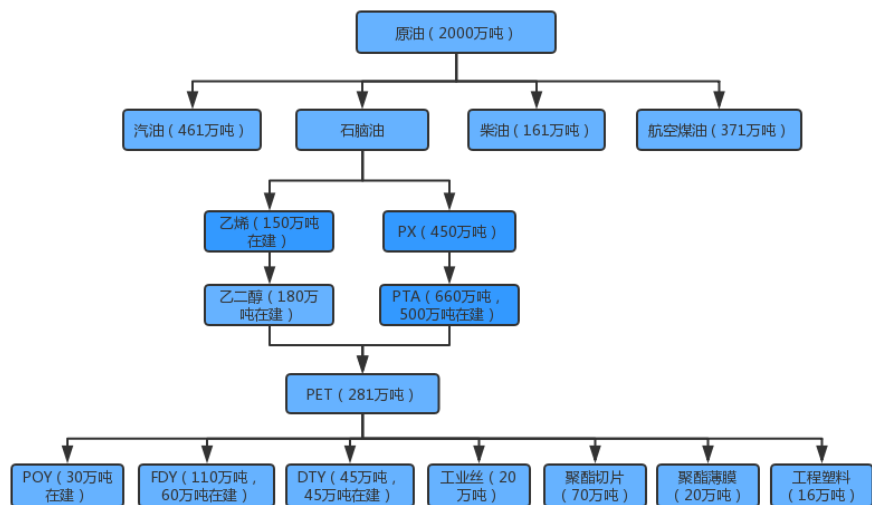 原油（2000万吨）
汽油（461万吨）
石脑油
柴油（161万吨）
航空煤油（371万吨）
乙烯（150万吨
在建）
PX（450万吨）
乙二醇（180万
吨在建）
PTA（660万吨，
500万吨在建）
PET（281万吨）
POY（30万吨
在建）
FDY（110万吨，
60万吨在建）
DTY（45万吨，
45万吨在建）
工业丝（20
万吨）
聚酯切片
（70万吨）
聚酯薄膜
（20万吨）
工程塑料
（16万吨）